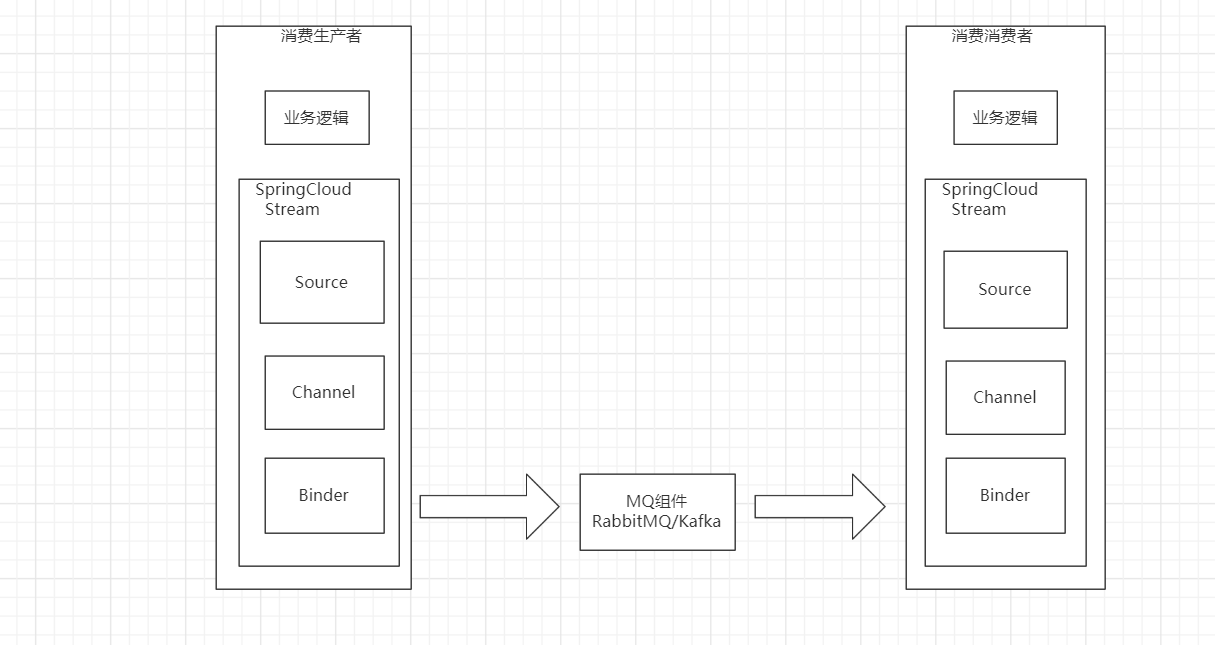 消费生产者
业务逻辑
SpringCloud
Stream
Source
Channel
Binder
MQ组件
RabbitMQ/Kafka
消费消费者
业务逻辑
SpringCloud
Stream
Source
Channel
Binder